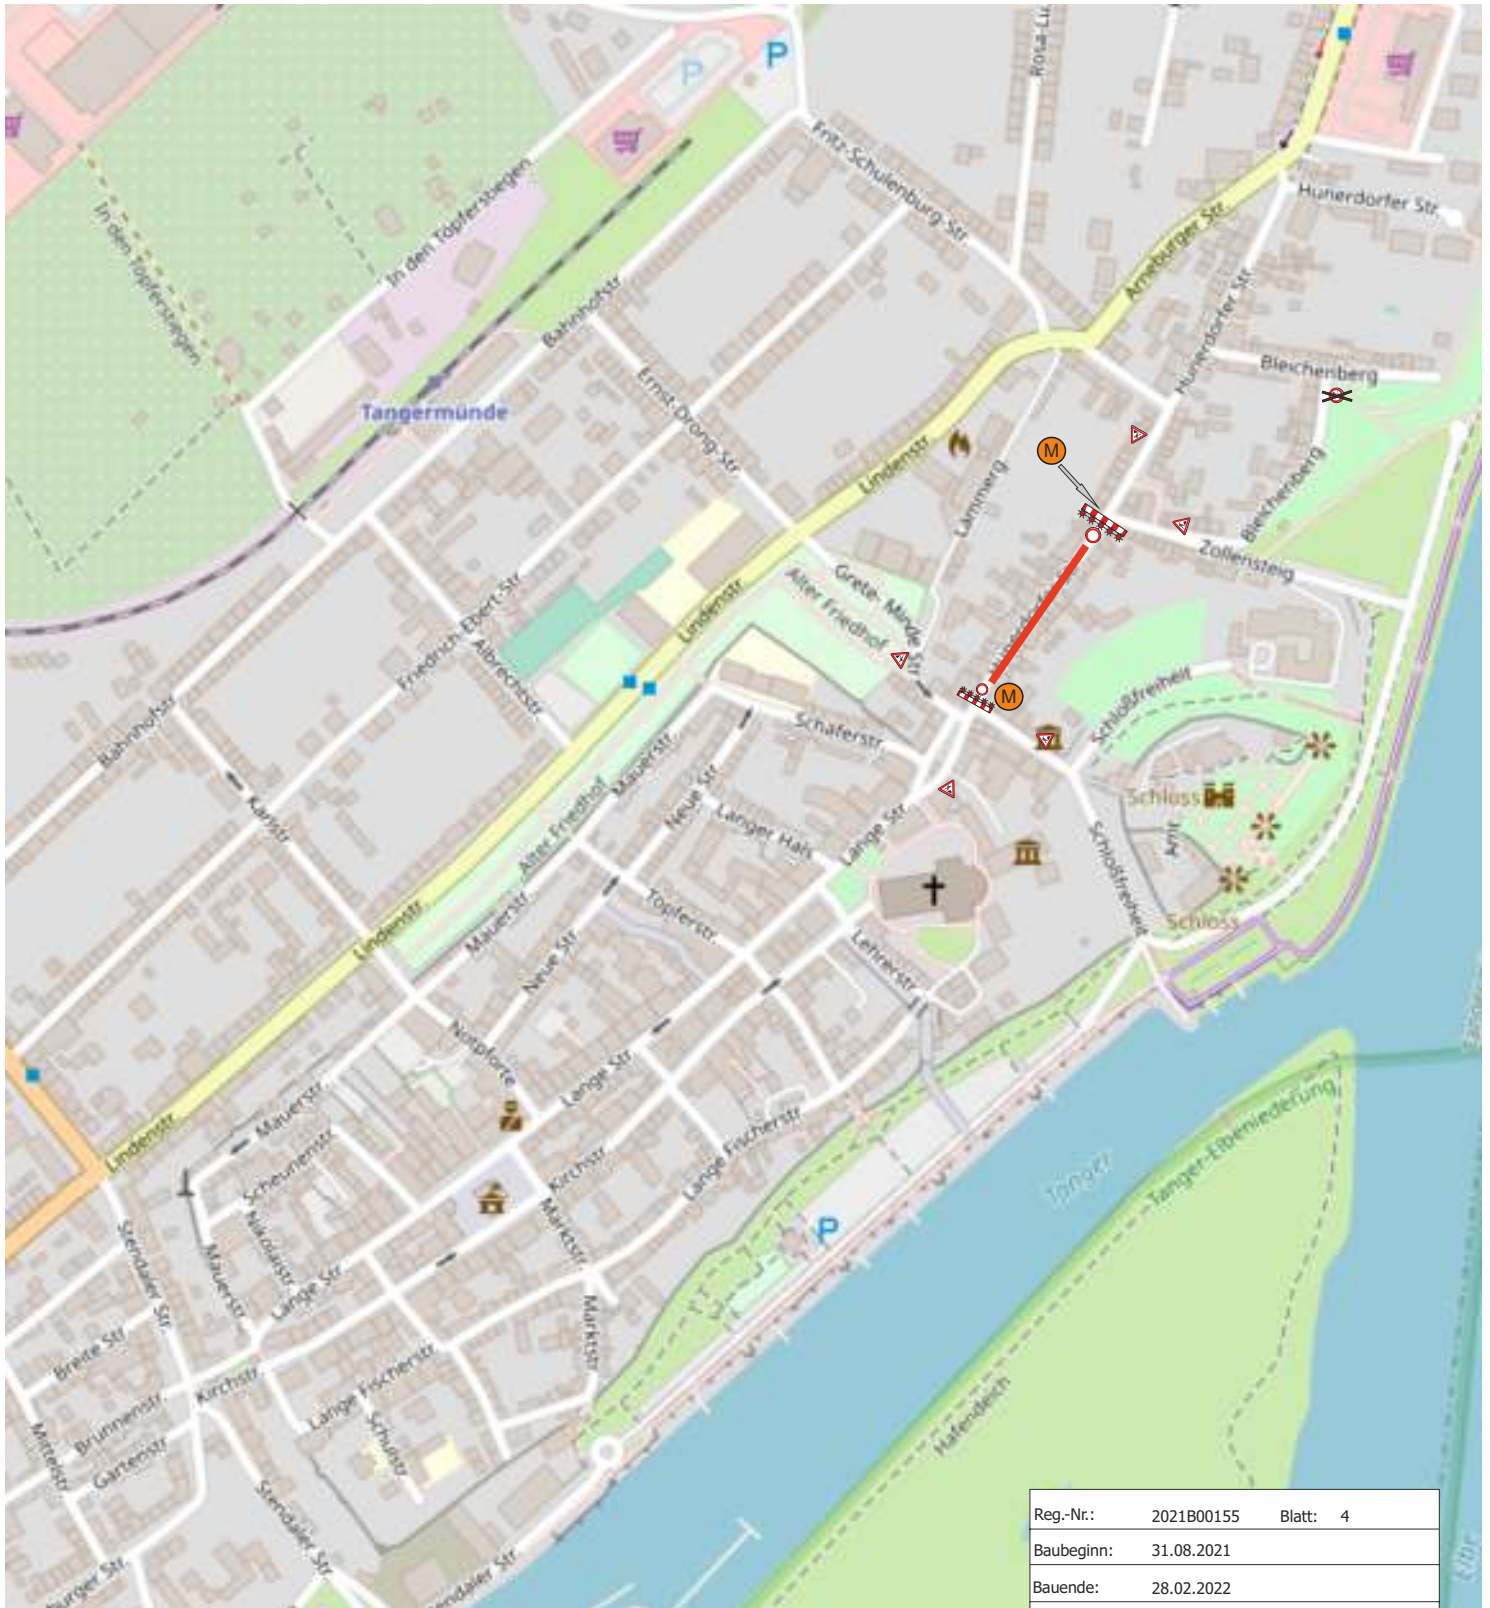 P
P
Rosa-Lu
Fritz-Schulenburg-Str.
In den Töpferstiegen
In den Töpferstiegen
Hünerdorfer Str.
Arneburger Str.
Hünerdorfer Str.
Bahnhofstr.
Bleichenberg
Tangermünde
Ernst-Drong-Str.
Lindenstr.
M
Lammerg
Bleichenberg
Zollensteig
Grete-Minde-Str.
Alter Friedhof
Lindenstr.
Friedrich-Ebert-Str.
Albrechtstr.
M
Bahnhofstr.
Schloßfreiheit
Schäferstr.
Mauerstr.
Neue Str.
Karlstr.
Alter Friedhof
Langer Hals
Lange Str.
Schloss
Amt
Schloßfreiheit
Töpferstr.
Lindenstr.
Mauerstr.
Neue Str.
Lehrerstr.
Schloss
Notpforte
Lange Str.
Mauerstr.
Lindenstr.
Scheunenstr.
Kirchstr.
Lange Fischerstr.
Tanger
Tanger-Elbeniederung
Nikolaistr.
Marktstr.
P
Stendaler Str.
Mauerstr.
Lange Str.
Marktstr.
Breite Str.
Kirchstr.
Lange Fischerstr.
Brunnenstr.
Gartenstr.
Mittelstr.
Schulstr.
Hafendeich
Stendaler Str.
burger Str.
endaler Str.
Reg.-Nr.: 2021B00155 Blatt: 4
Baubeginn: 31.08.2021
Bauende: 28.02.2022